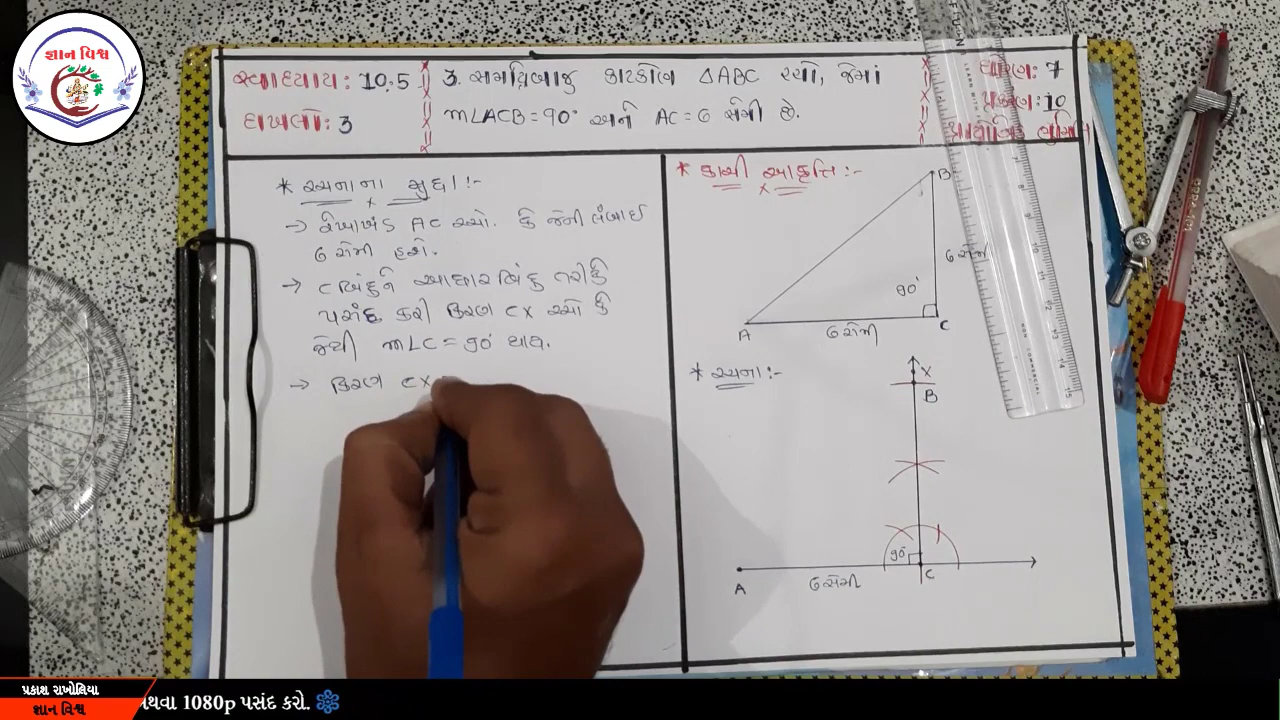 જ્ઞાન વિશ્વ
સ્વાધ્યાય: 10.5
દાખલો: 3
3. સમદ્વિબાજુ કાટકોણ ΔABC રચો, જેમાં
m∠ACB = 90° અને AC = 6 સેમી છે.
ધોરણ: 7
પ્રકરણ: 10
પ્રાયોગિક ભૂમિતિ
* રચનાના મુદ્દા :-
→ રેખાખંડ AC રચો. કે જેની લંબાઈ
6 સેમી હશે.
→ C બિંદુને આધારબિંદુ તરીકે
પસંદ કરી કિરણ CX રચો કે
જેથી m∠C = 90° થાય.
→ કિરણ CX
* કાચી આકૃતિ :-
B
6 સેમી
90°
A
6 સેમી
C
* રચના :-
X
B
90°
A
6 સેમી
C
પ્રકાશ રાખોલિયા
જ્ઞાન વિશ્વ
અથવા 1080p પસંદ કરો.